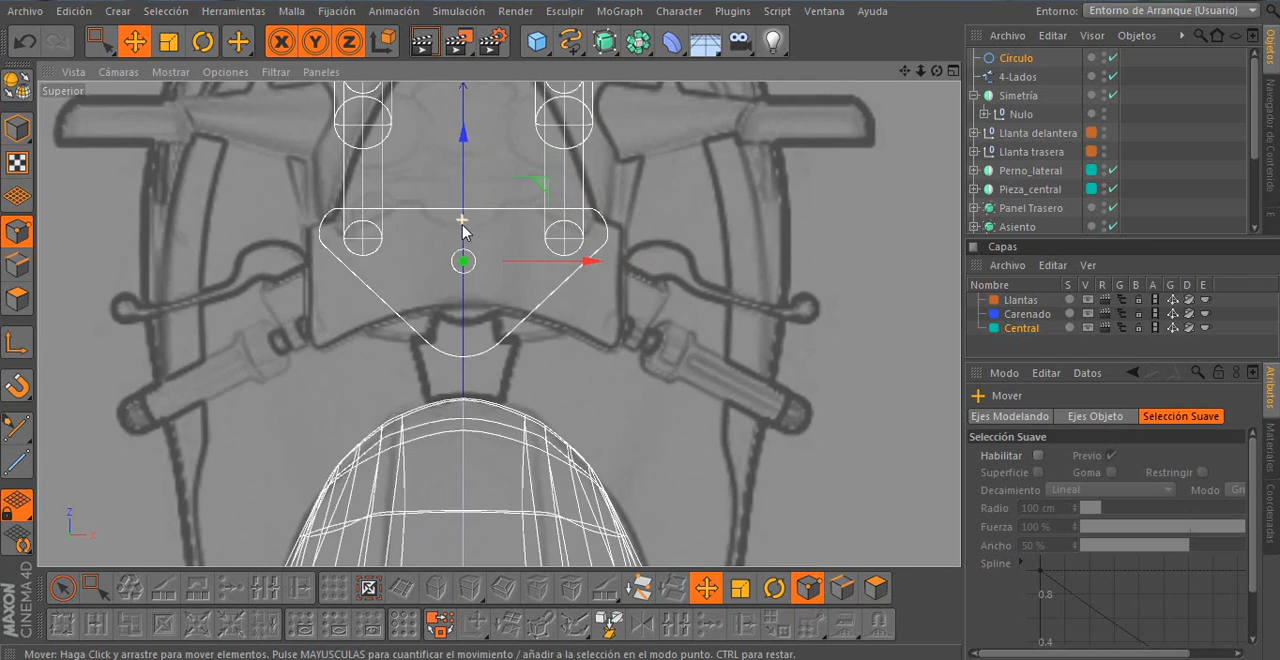 Archivo Edición Crear Selección Herramientas Malla Fijación Animación Simulación Render Esculpir MoGraph Character Plugins Script Ventana Ayuda Entorno: Entorno de Arranque (Usuario)
X Y Z
Archivo Editar Visor Objetos
Vista Cámaras Mostrar Opciones Filtrar Paneles
Superior
Círculo
4-Lados
Simetría
Nulo
Llanta delantera
Llanta trasera
Perno_lateral
Pieza_central
Panel Trasero
Asiento
Capas
Archivo Editar Ver
Nombre S V R G B A G D E
Llantas
Carenado
Central
Modo Editar Datos
Mover
Ejes Modelando Ejes Objeto Selección Suave
Selección Suave
Habilitar Previo
Superficie Goma Restringir
Decaimiento Lineal Modo Gr
Radio 100 cm
Fuerza 100 %
Ancho 50 %
Spline
0.8
0.4
Objetos
Navegador de Contenido
Atributos
Materiales
Coordenadas
Z
X
MAXON
CINEMA 4D
Mover: Haga Click y arrastre para mover elementos. Pulse MAYUSCULAS para cuantificar el movimiento / añadir a la selección en el modo punto. CTRL para restar.